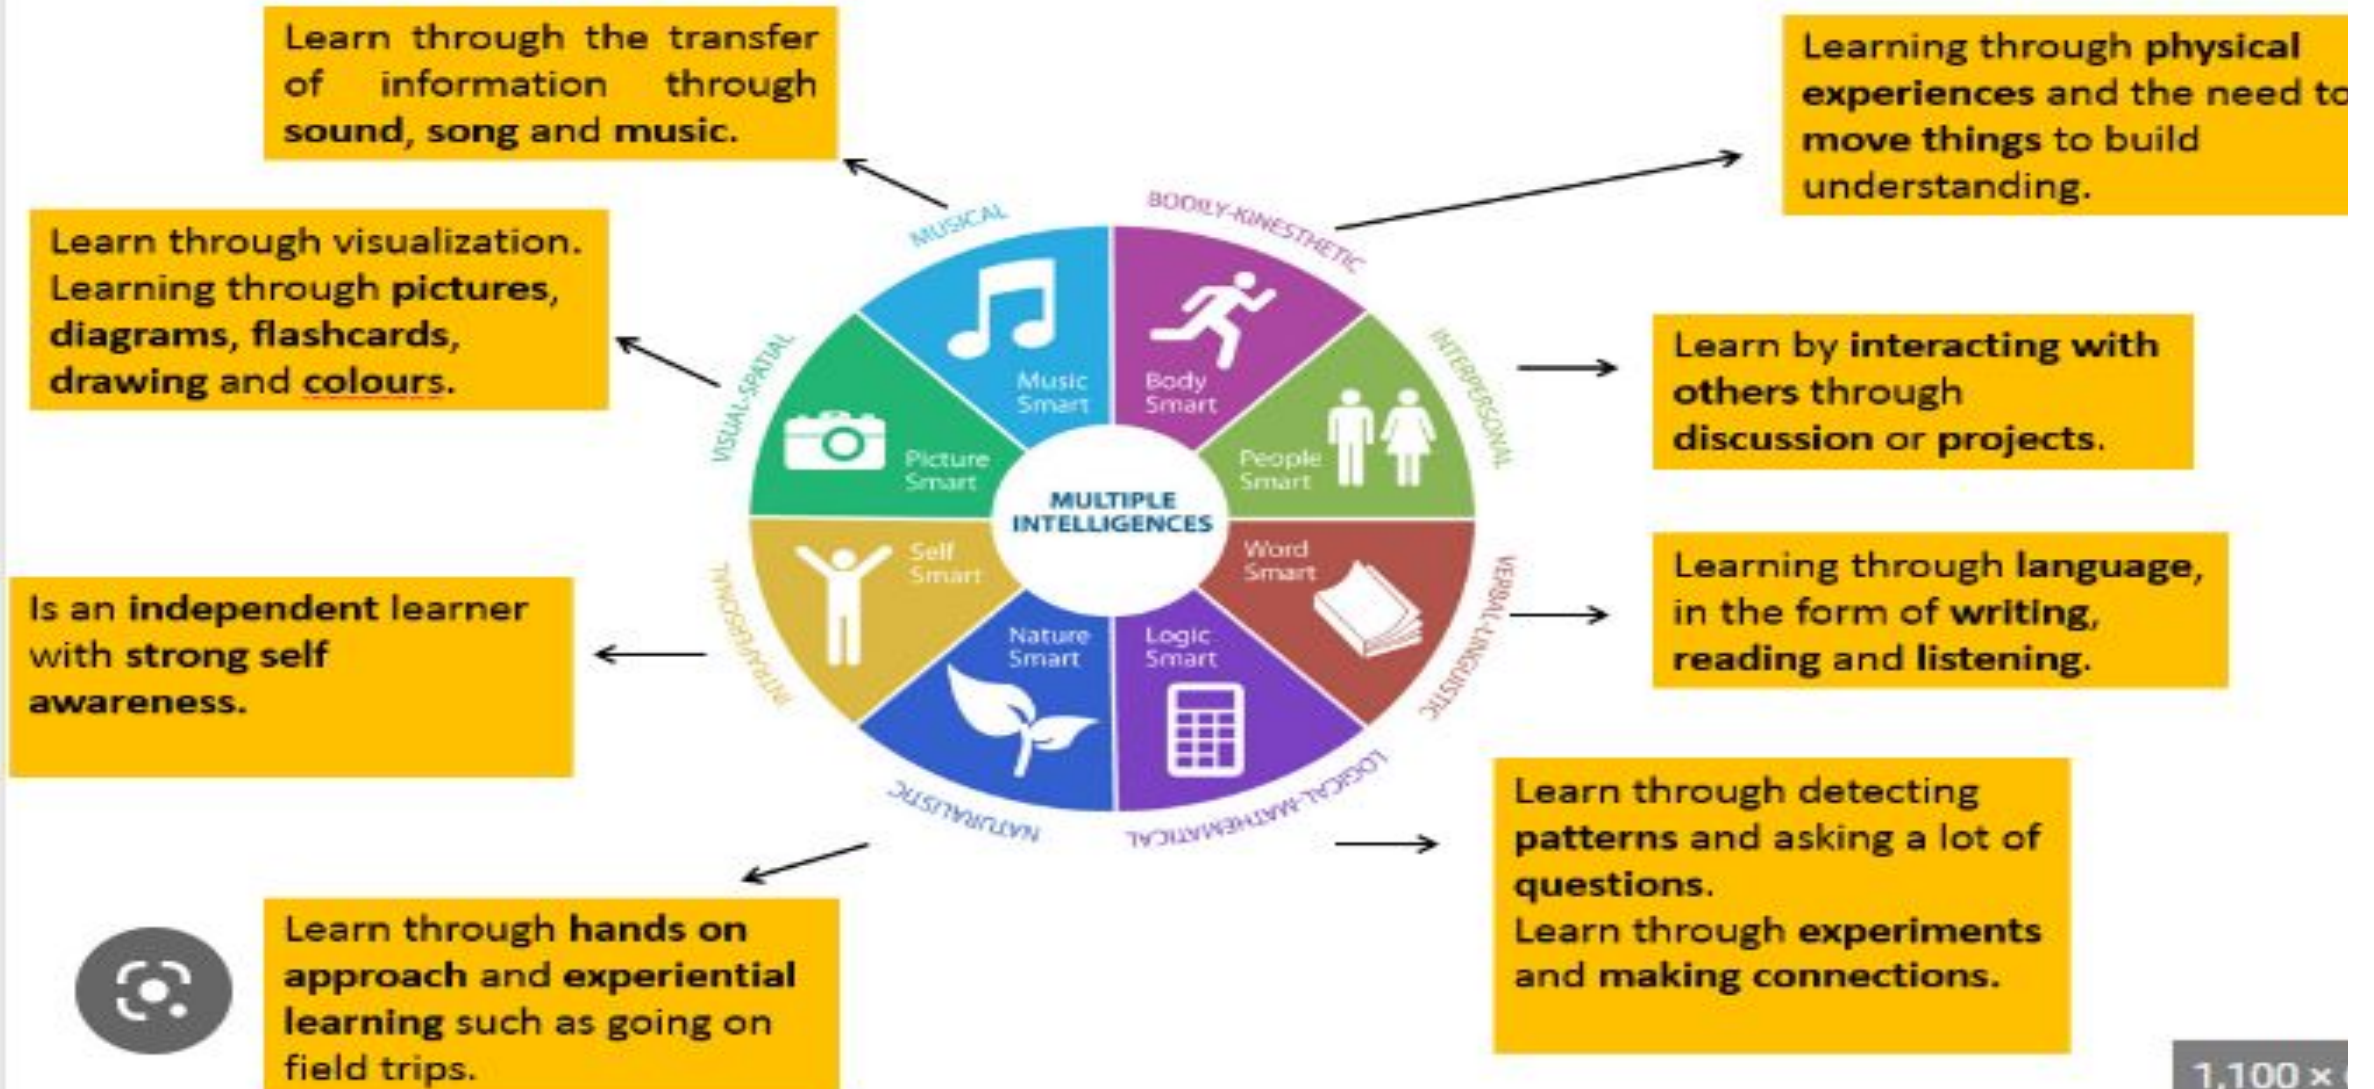 Learn through the transfer
of information through
sound, song and music.
Learning through physical
experiences and the need to
move things to build
understanding.
Learn through visualization.
Learning through pictures,
diagrams, flashcards,
drawing and colours.
Learn by interacting with
others through
discussion or projects.
Is an independent learner
with strong self
awareness.
Learning through language,
in the form of writing,
reading and listening.
Learn through hands on
approach and experiential
learning such as going on
field trips.
Learn through detecting
patterns and asking a lot of
questions.
Learn through experiments
and making connections.
MUSICAL
BODILY-KINESTHETIC
INTERPERSONAL
VERBAL-LINGUISTIC
LOGICAL-MATHEMATICAL
NATURALISTIC
INTRAPERSONAL
VISUAL-SPATIAL
Music
Smart
Body
Smart
People
Smart
Word
Smart
Logic
Smart
Nature
Smart
Self
Smart
Picture
Smart
MULTIPLE
INTELLIGENCES
1,100 ×